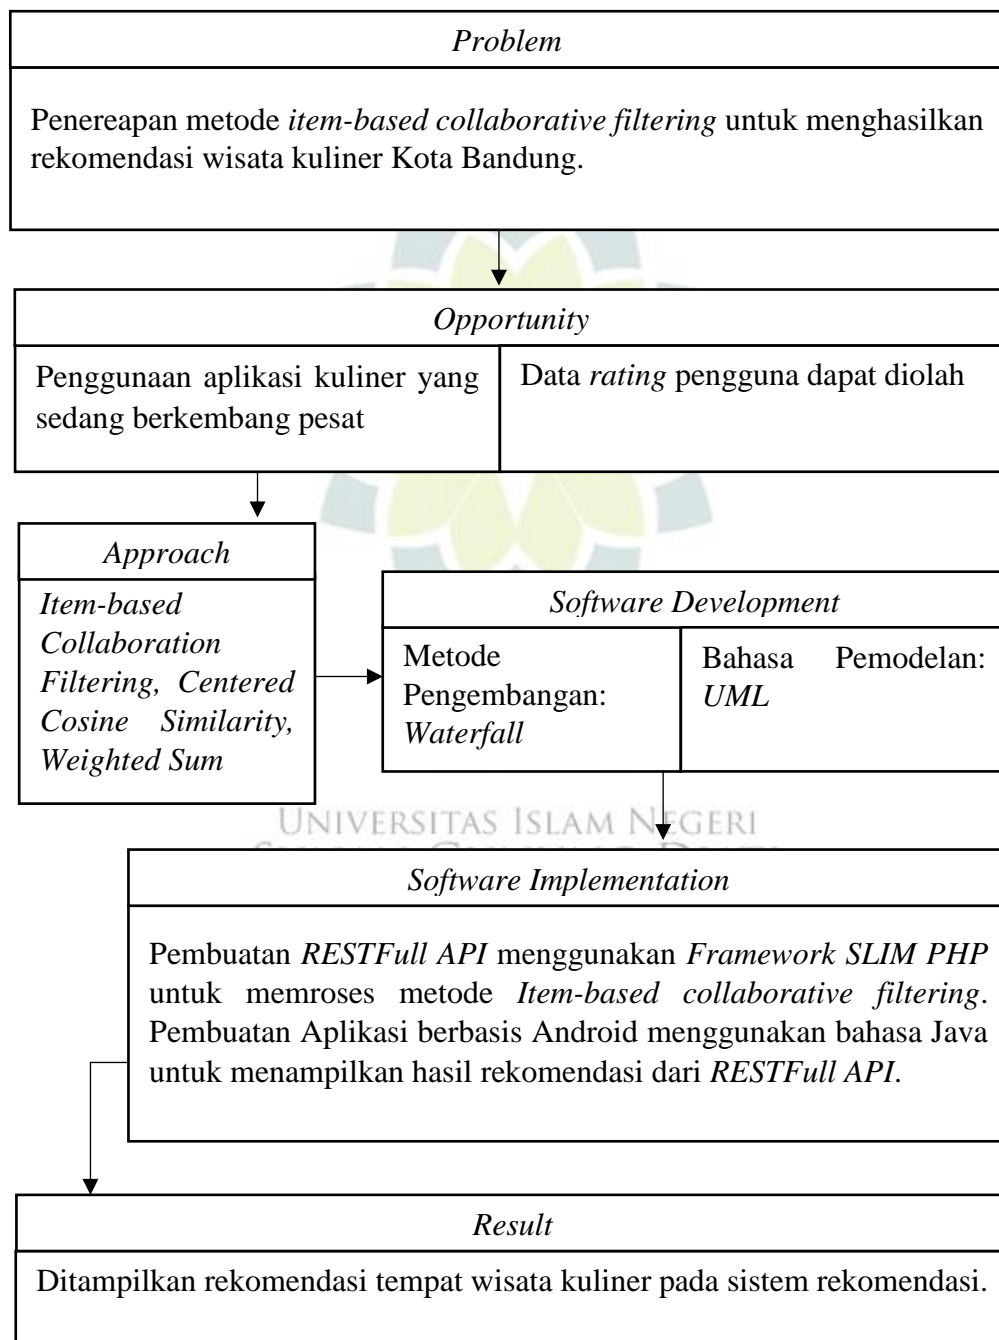 Problem
Penereapan metode item-based collaborative filtering untuk menghasilkan
rekomendasi wisata kuliner Kota Bandung.
Opportunity
Penggunaan aplikasi kuliner yang
sedang berkembang pesat
Data rating pengguna dapat diolah
Approach
Item-based
Collaboration
Filtering, Centered
Cosine Similarity,
Weighted Sum
Software Development
Metode
Pengembangan:
Waterfall
Bahasa Pemodelan:
UML
UNIVERSITAS ISLAM NEGERI
Software Implementation
Pembuatan RESTFull API menggunakan Framework SLIM PHP
untuk memroses metode Item-based collaborative filtering.
Pembuatan Aplikasi berbasis Android menggunakan bahasa Java
untuk menampilkan hasil rekomendasi dari RESTFull API.
Result
Ditampilkan rekomendasi tempat wisata kuliner pada sistem rekomendasi.